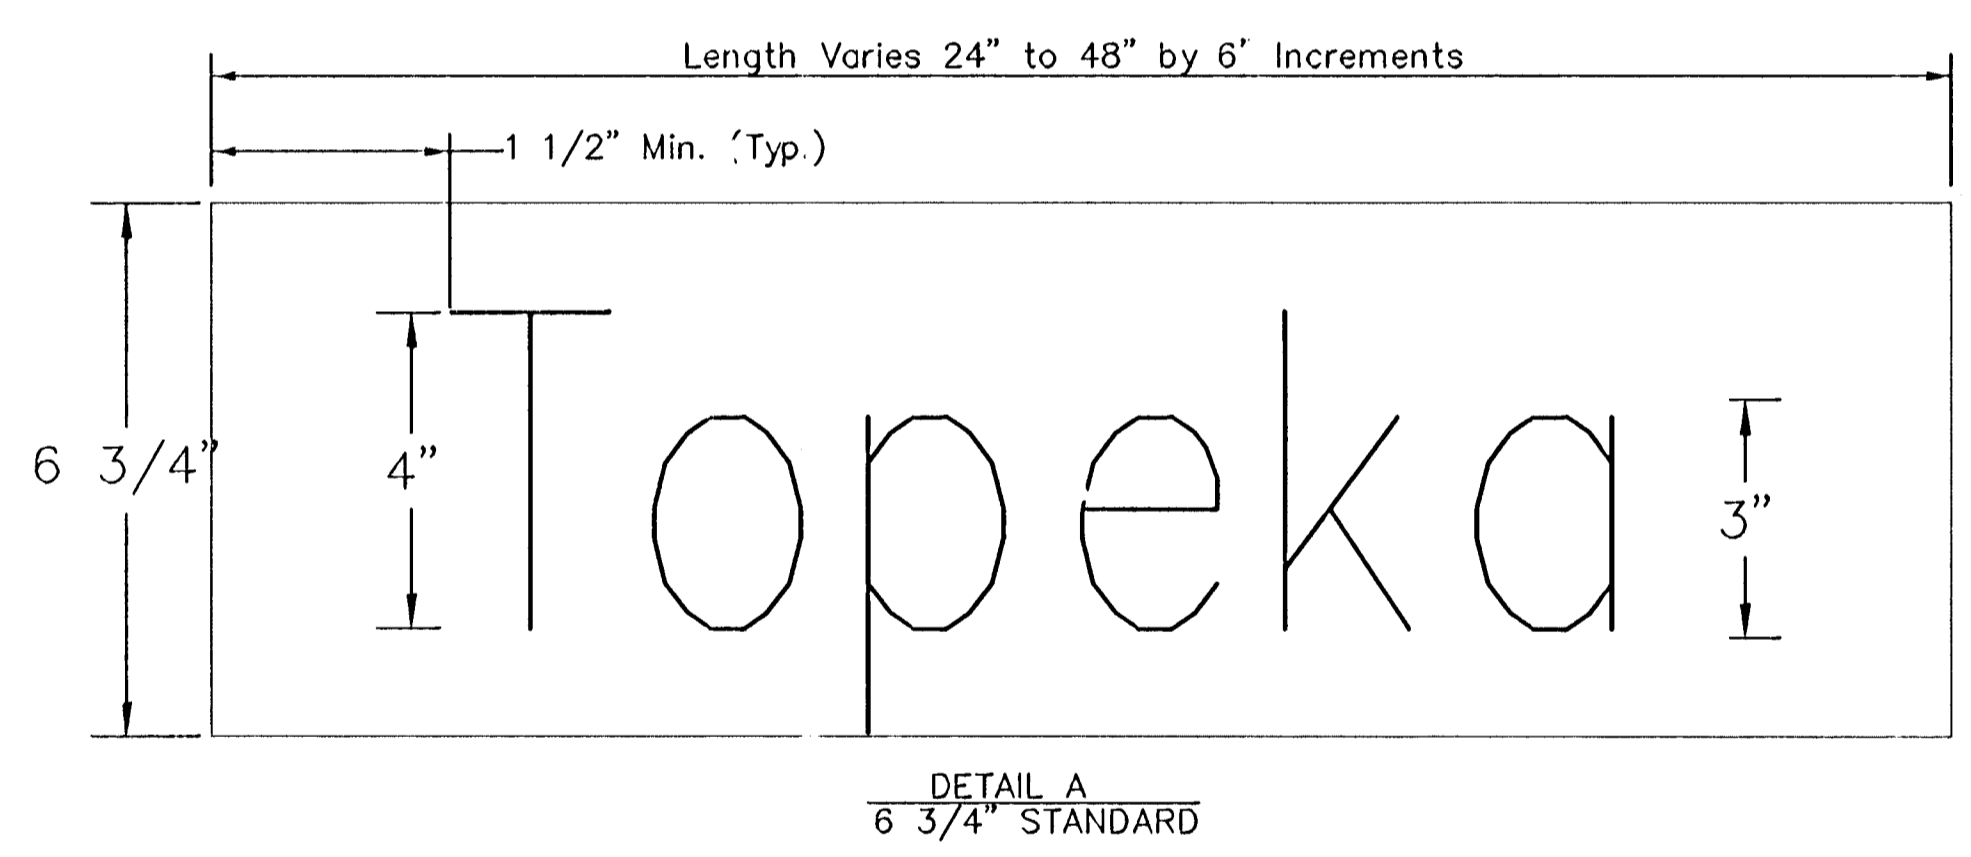 Length Varies 24" to 48" by 6' Increments
1 1/2" Min. (Typ.)
6 3/4"
4"
Topeka
3"
DETAIL A
6 3/4" STANDARD